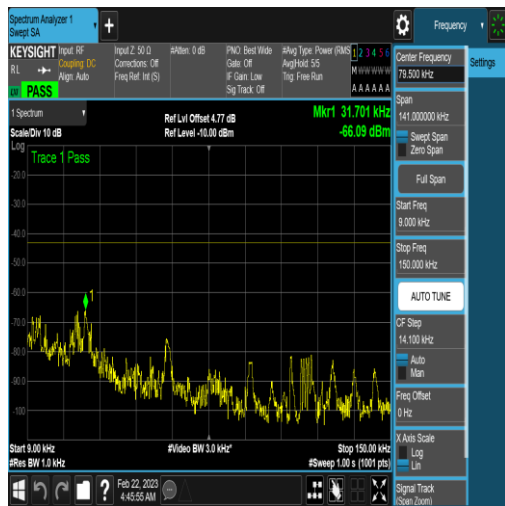 Spectrum Analyzer 1
Swept SA
+
Frequency
KEYSIGHT
RL
Input: RF
Coupling: DC
Align: Auto
Input Z: 50 Ω
Corrections: Off
Freq Ref: Int (S)
#Atten: 0 dB
PNO: Best Wide
Gate: Off
IF Gain: Low
Sig Track: Off
#Avg Type: Power (RMS
Avg|Hold: 5/5
Trig: Free Run
1 2 3 4 5 6
M W W W W W
A A A A A A
PASS
1 Spectrum
Scale/Div 10 dB
Ref Lvl Offset 4.77 dB
Ref Level -10.00 dBm
Mkr1 31.701 kHz
-66.09 dBm
Log
Trace 1 Pass
-20.0
-30.0
-40.0
-50.0
-60.0
-70.0
-80.0
-90.0
-100
1
Start 9.00 kHz
#Res BW 1.0 kHz
#Video BW 3.0 kHz*
Stop 150.00 kHz
#Sweep 1.00 s (1001 pts)
Feb 22, 2023
4:45:55 AM
Center Frequency
79.500 kHz
Settings
Span
141.000000 kHz
Swept Span
Zero Span
Full Span
Start Freq
9.000 kHz
Stop Freq
150.000 kHz
AUTO TUNE
CF Step
14.100 kHz
Auto
Man
Freq Offset
0 Hz
X Axis Scale
Log
Lin
Signal Track
(Span Zoom)